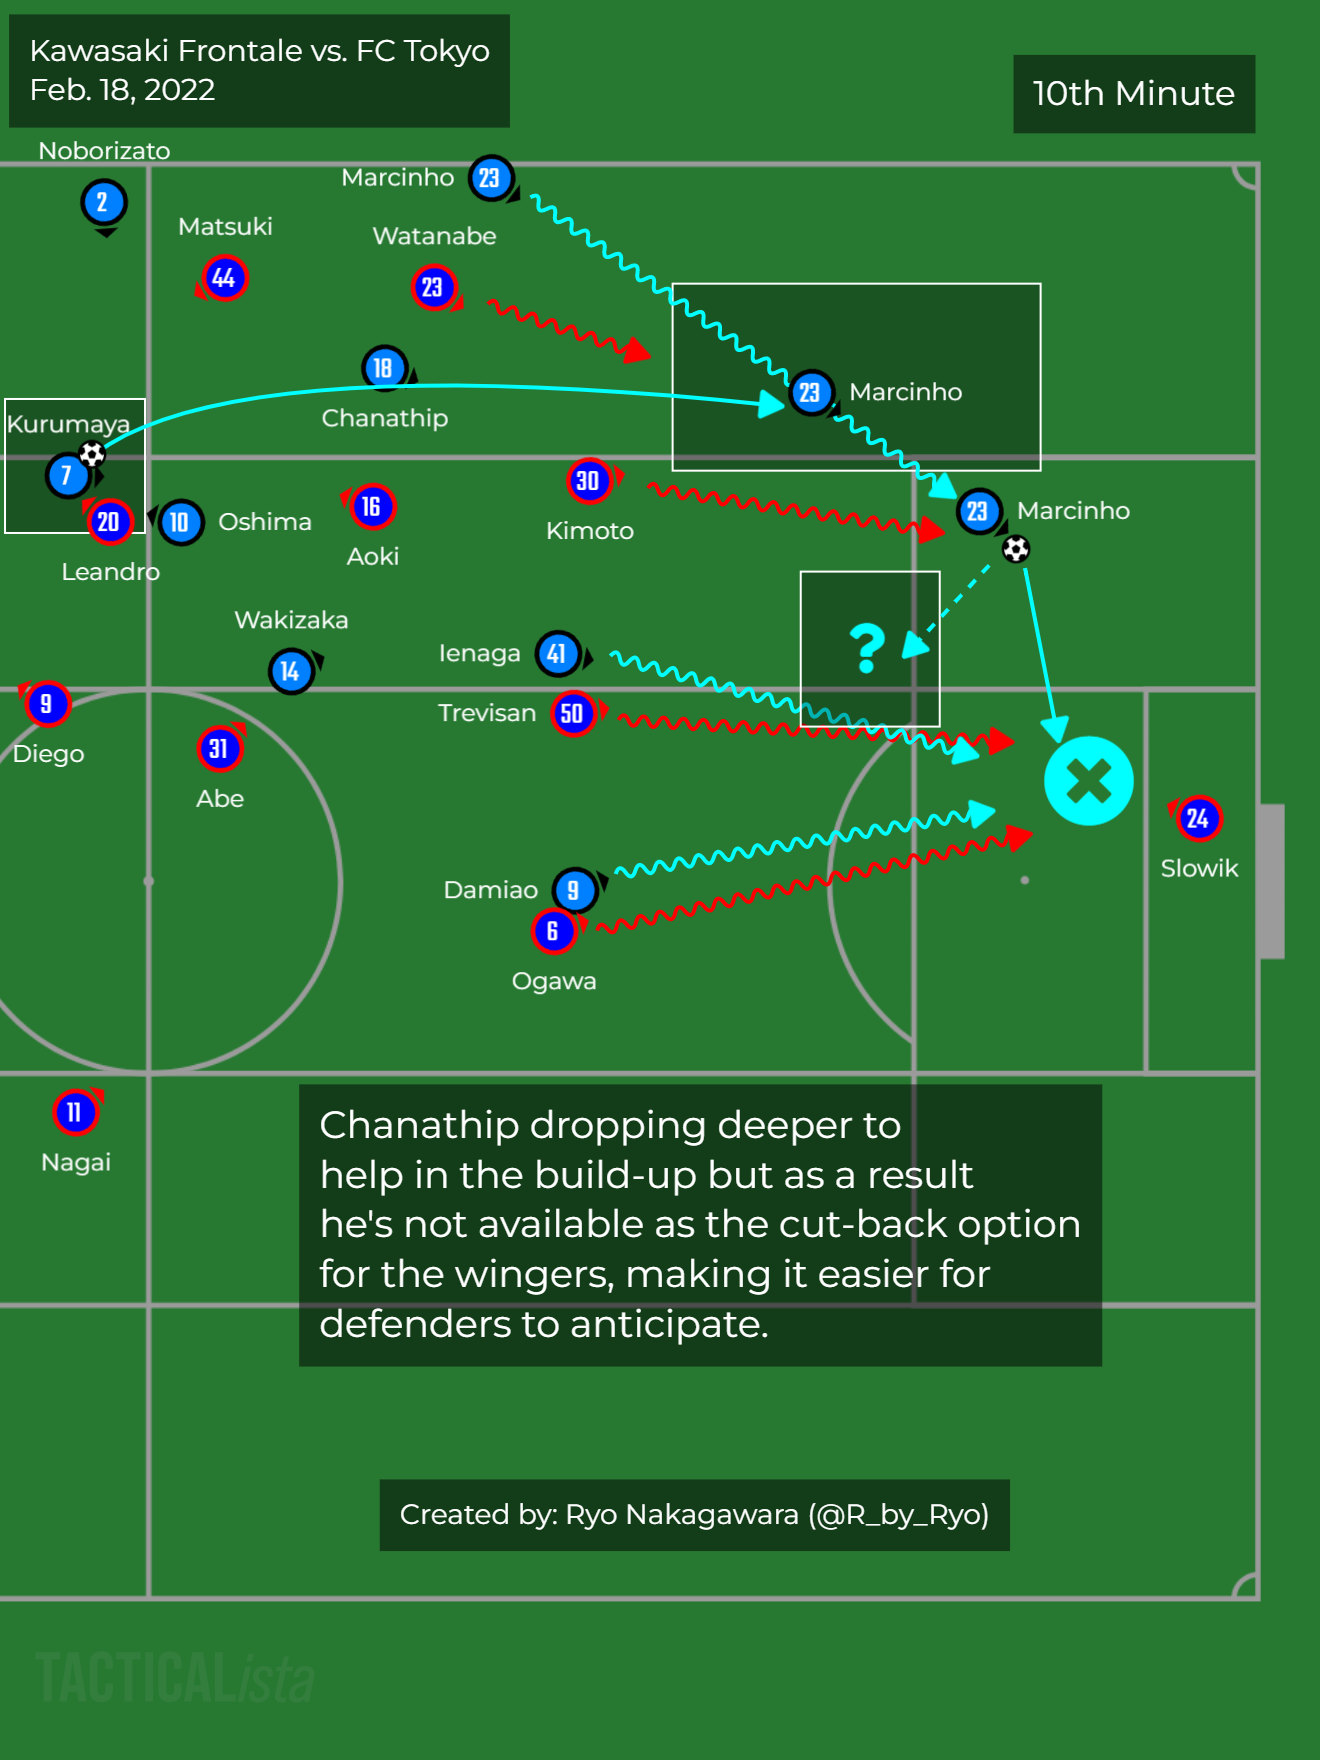 Kawasaki Frontale vs. FC Tokyo
Feb. 18, 2022
10th Minute
Noborizato
2
Marcinho 23
Matsuki
44
Watanabe
23
18
Chanathip
23 Marcinho
Kurumaya
7
20
Leandro
10 Oshima
16
Aoki
30
Kimoto
23 Marcinho
Wakizaka
14
Ienaga 41
?
Trevisan 50
9
Diego
31
Abe
24
Slowik
Damiao 9
6
Ogawa
11
Nagai
Chanathip dropping deeper to
help in the build-up but as a result
he's not available as the cut-back option
for the wingers, making it easier for
defenders to anticipate.
Created by: Ryo Nakagawara (@R_by_Ryo)
TACTICALista